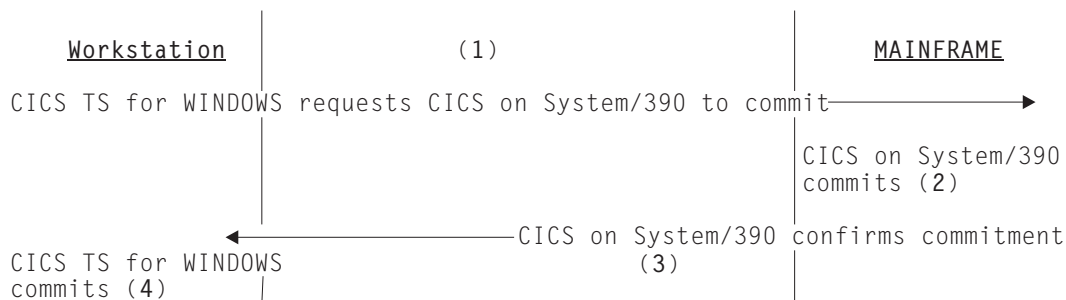 Workstation (1) MAINFRAME
CICS TS for WINDOWS requests CICS on System/390 to commit
CICS on System/390
commits (2)
CICS on System/390 confirms commitment
(3)
CICS TS for WINDOWS
commits (4)